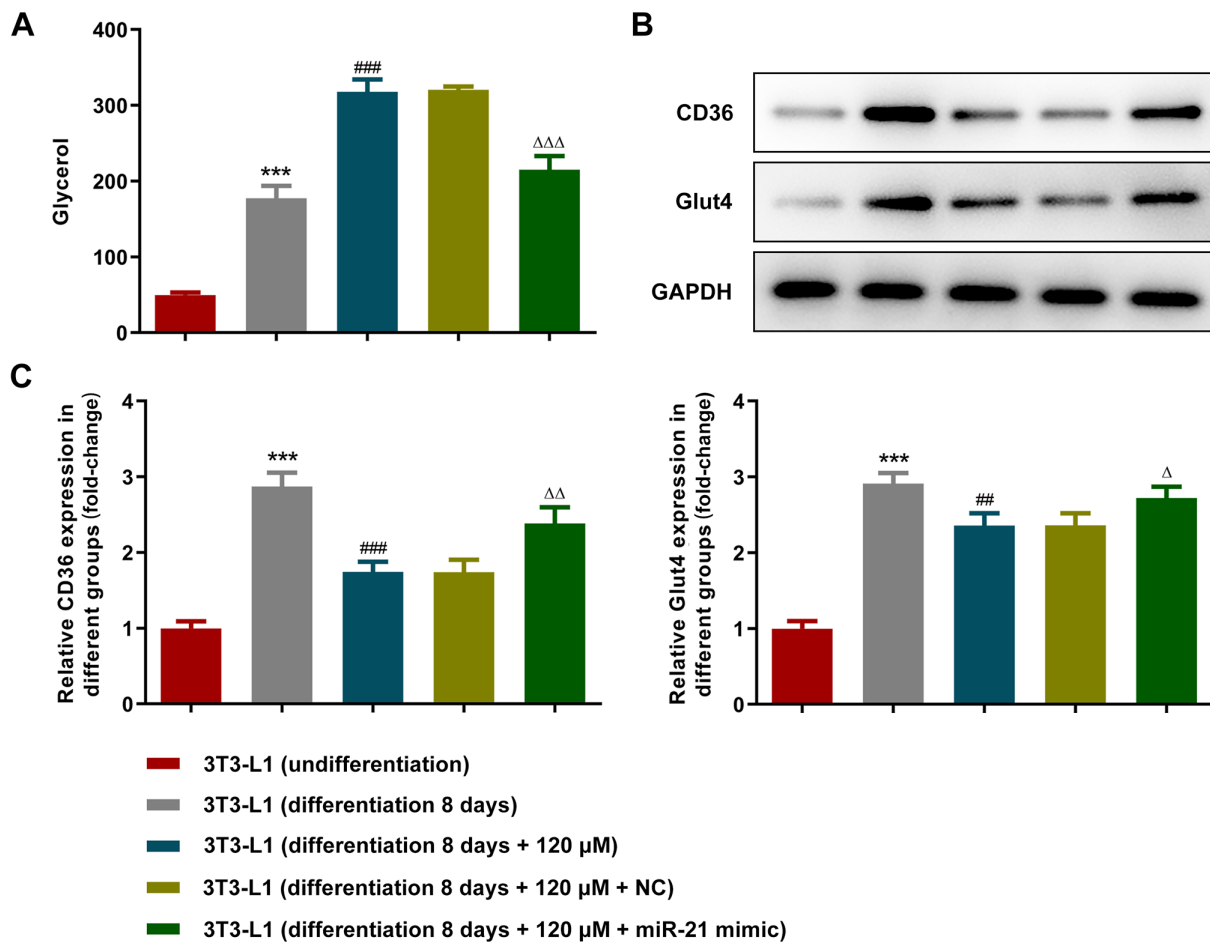 A
Glycerol
400
300
200
100
0
***
###
ΔΔΔ
B
CD36
Glut4
GAPDH
C
Relative CD36 expression in
different groups (fold-change)
4
3
2
1
0
***
###
ΔΔ
Relative Glut4 expression in
different groups (fold-change)
4
3
2
1
0
***
##
Δ
3T3-L1 (undifferentiation)
3T3-L1 (differentiation 8 days)
3T3-L1 (differentiation 8 days + 120 μM)
3T3-L1 (differentiation 8 days + 120 μM + NC)
3T3-L1 (differentiation 8 days + 120 μM + miR-21 mimic)